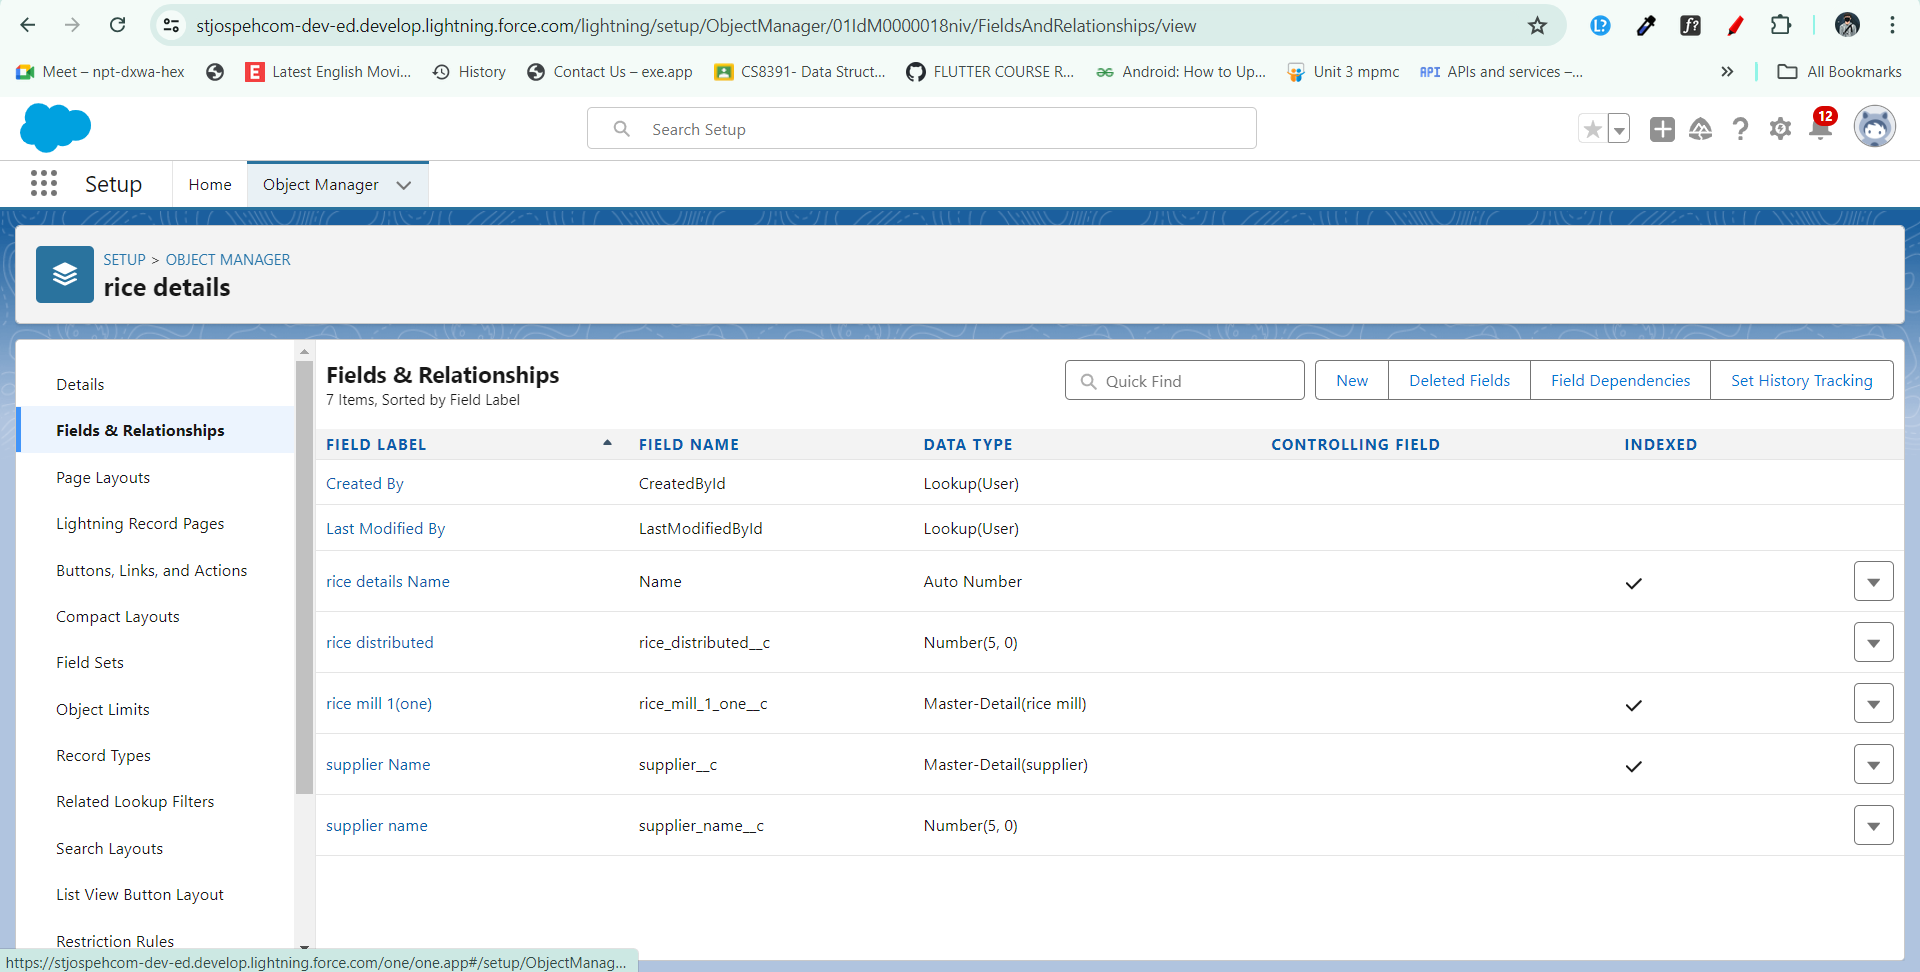 stjospehcom-dev-ed.develop.lightning.force.com/lightning/setup/ObjectManager/01IdM0000018niv/FieldsAndRelationships/view
Meet – npt-dxwa-hex
Latest English Movi...
History
Contact Us – exe.app
CS8391- Data Struct...
FLUTTER COURSE R...
Android: How to Up...
Unit 3 mpmc
API APIs and services –...
All Bookmarks
Search Setup
12
Setup
Home
Object Manager
SETUP > OBJECT MANAGER
rice details
Details
Fields & Relationships
Page Layouts
Lightning Record Pages
Buttons, Links, and Actions
Compact Layouts
Field Sets
Object Limits
Record Types
Related Lookup Filters
Search Layouts
List View Button Layout
Restriction Rules
Fields & Relationships
7 Items, Sorted by Field Label
Quick Find
New
Deleted Fields
Field Dependencies
Set History Tracking
FIELD LABEL FIELD NAME DATA TYPE CONTROLLING FIELD INDEXED
Created By CreatedById Lookup(User)
Last Modified By LastModifiedById Lookup(User)
rice details Name Name Auto Number
rice distributed rice_distributed__c Number(5, 0)
rice mill 1(one) rice_mill_1_one__c Master-Detail(rice mill)
supplier Name supplier__c Master-Detail(supplier)
supplier name supplier_name__c Number(5, 0)
https://stjospehcom-dev-ed.develop.lightning.force.com/one/one.app#/setup/ObjectManag...